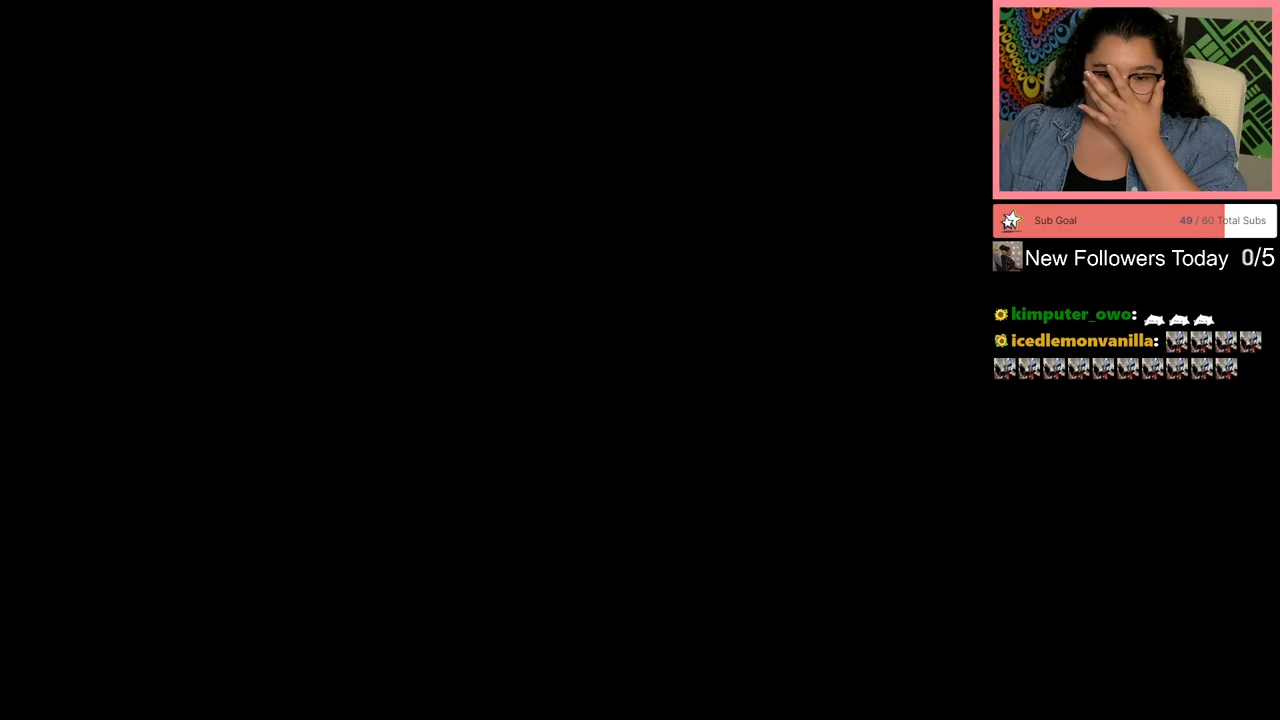 Sub Goal 49 / 60 Total Subs
New Followers Today 0/5
kimputer_owo:
icedlemonvanilla: